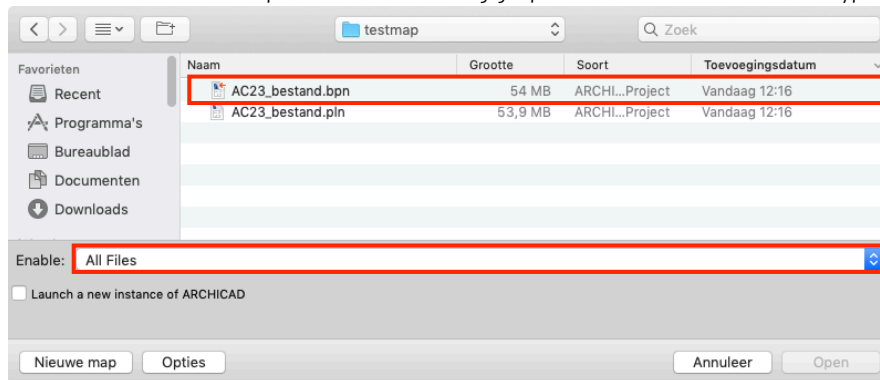 testmap
Zoek
Favorieten
Naam Grootte Soort Toevoegingsdatum
Recent
AC23_bestand.bpn 54 MB ARCHI...Project Vandaag 12:16
Programma's
AC23_bestand.pln 53,9 MB ARCHI...Project Vandaag 12:16
Bureaublad
Documenten
Downloads
Enable: All Files
Launch a new instance of ARCHICAD
Nieuwe map Opties Annuleer Open